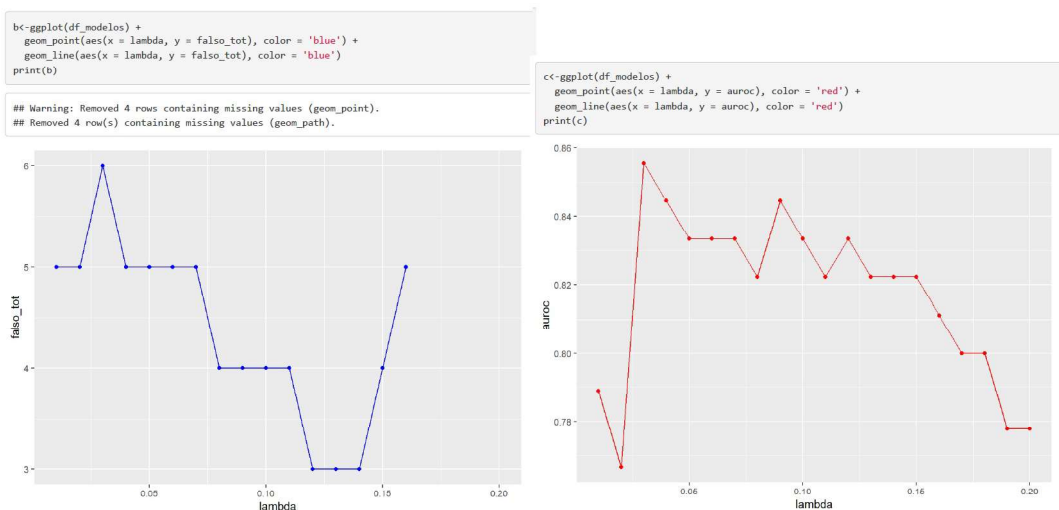 b<-ggplot(df_modelos) +
geom_point(aes(x = lambda, y = falso_tot), color = 'blue') +
geom_line(aes(x = lambda, y = falso_tot), color = 'blue')
print(b)
## Warning: Removed 4 rows containing missing values (geom_point).
## Removed 4 row(s) containing missing values (geom_path).
6
5
4
3
falso_tot
0.05
0.10
0.15
0.20
lambda
c<-ggplot(df_modelos) +
geom_point(aes(x = lambda, y = auroc), color = 'red') +
geom_line(aes(x = lambda, y = auroc), color = 'red')
print(c)
0.86
0.84
0.82
0.80
0.78
auroc
0.06
0.10
0.16
0.20
lambda